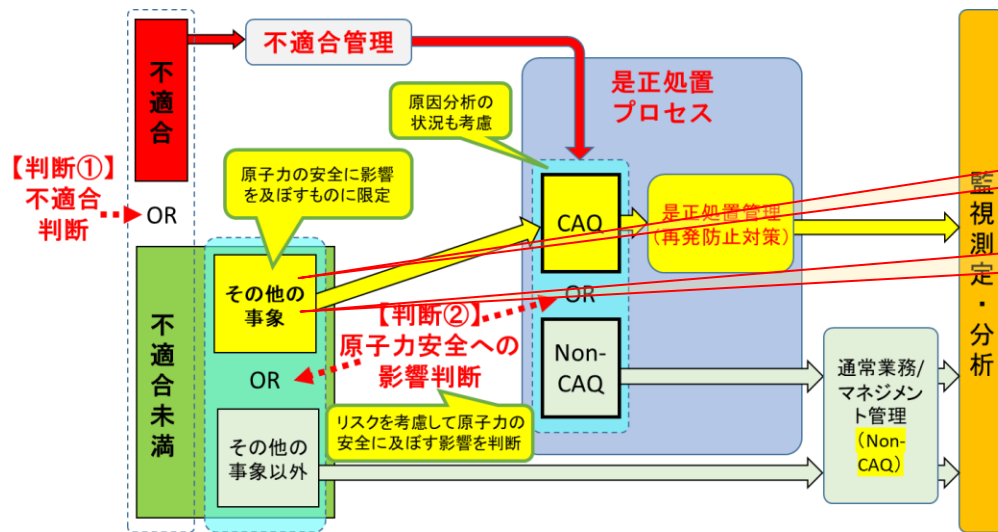 不適合
不適合管理
是正処置
プロセス
原因分析の
状況も考慮
【判断①】
不適合
判断
OR
原子力の安全に影響
を及ぼすものに限定
CAQ
是正処置管理
(再発防止対策)
監視測定・分析
不適合未満
その他の
事象
OR
【判断②】
原子力安全への
影響判断
OR
Non-
CAQ
通常業務/
マネジメン
ト管理
(Non-
CAQ)
リスクを考慮して原子力の
安全に及ぼす影響を判断
その他の
事象以外